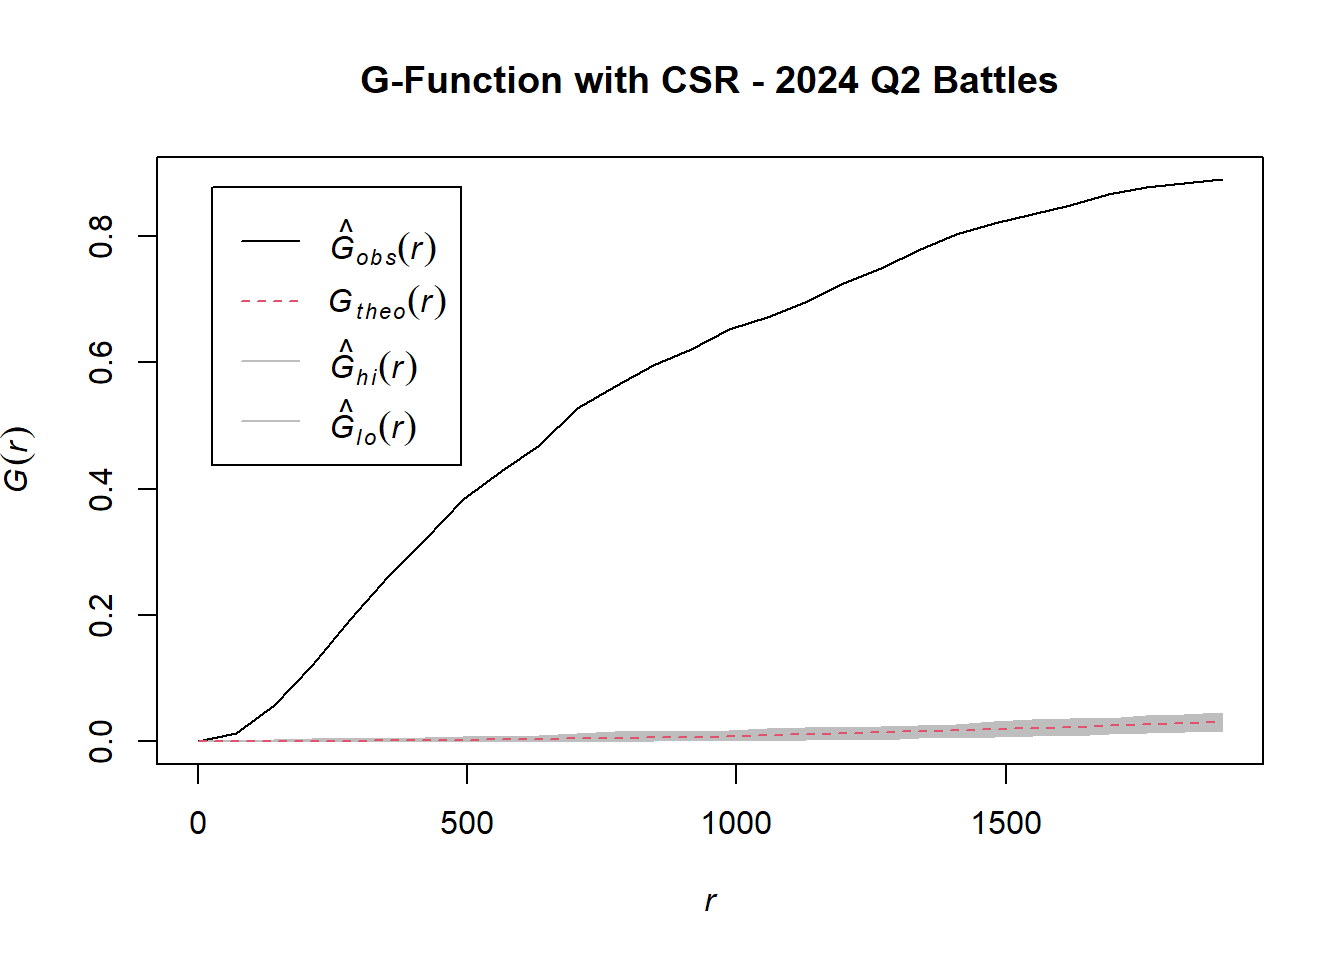 G-Function with CSR - 2024 Q2 Battles
Ĝobs(r)
Gtheo(r)
Ĝhi(r)
Ĝlo(r)
G(r)
0.8
0.6
0.4
0.2
0.0
0 500 1000 1500
r